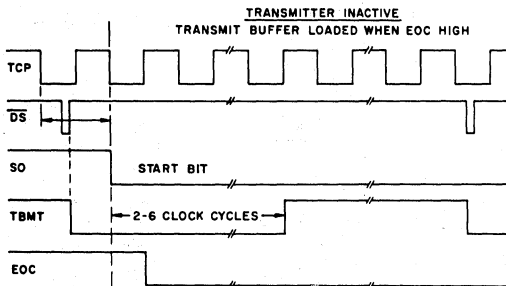 TRANSMITTER INACTIVE
TRANSMIT BUFFER LOADED WHEN EOC HIGH
TCP
DS
SO
START BIT
TBMT
2-6 CLOCK CYCLES
EOC